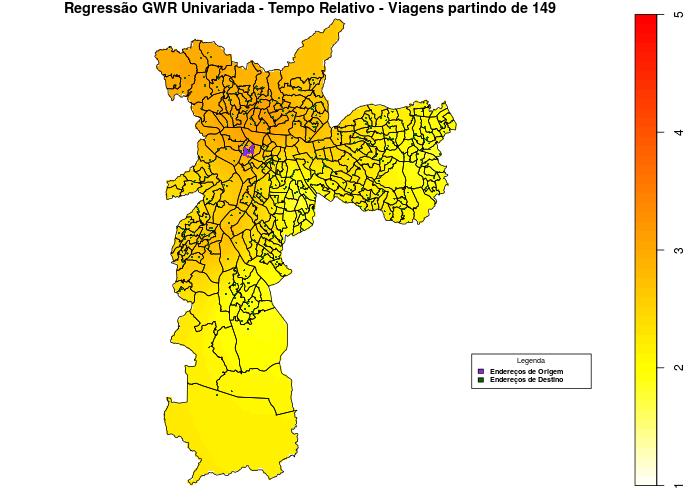 Regressão GWR Univariada - Tempo Relativo - Viagens partindo de 149
5
4
3
2
1
Legenda
Endereços de Origem
Endereços de Destino